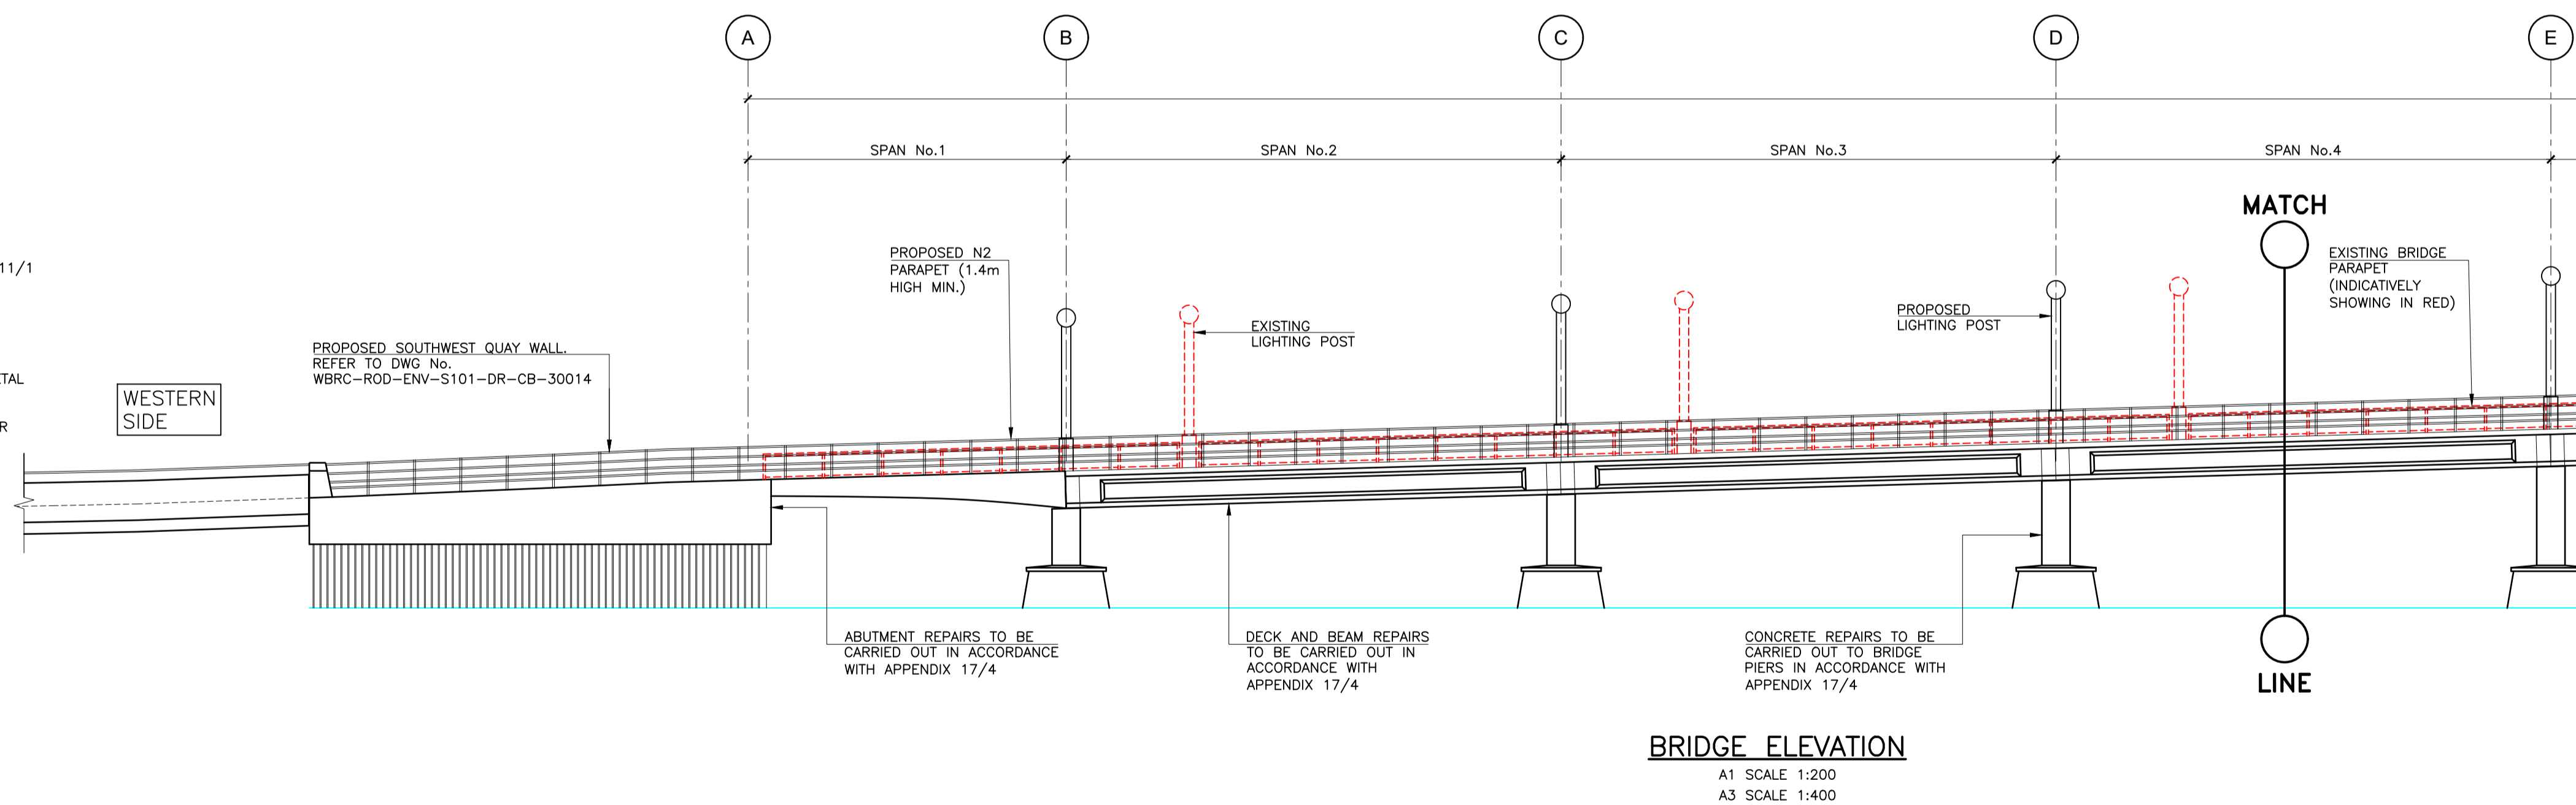 A
B
C
D
E
SPAN No.1
SPAN No.2
SPAN No.3
SPAN No.4
MATCH
11/1
PROPOSED N2
PARAPET (1.4m
HIGH MIN.)
EXISTING BRIDGE
PARAPET
(INDICATIVELY
SHOWING IN RED)
EXISTING
LIGHTING POST
PROPOSED
LIGHTING POST
PROPOSED SOUTHWEST QUAY WALL.
REFER TO DWG No.
WBRC-ROD-ENV-S101-DR-CB-30014
ETAL
R
WESTERN
SIDE
ABUTMENT REPAIRS TO BE
CARRIED OUT IN ACCORDANCE
WITH APPENDIX 17/4
DECK AND BEAM REPAIRS
TO BE CARRIED OUT IN
ACCORDANCE WITH
APPENDIX 17/4
CONCRETE REPAIRS TO BE
CARRIED OUT TO BRIDGE
PIERS IN ACCORDANCE WITH
APPENDIX 17/4
LINE
BRIDGE ELEVATION
A1 SCALE 1:200
A3 SCALE 1:400